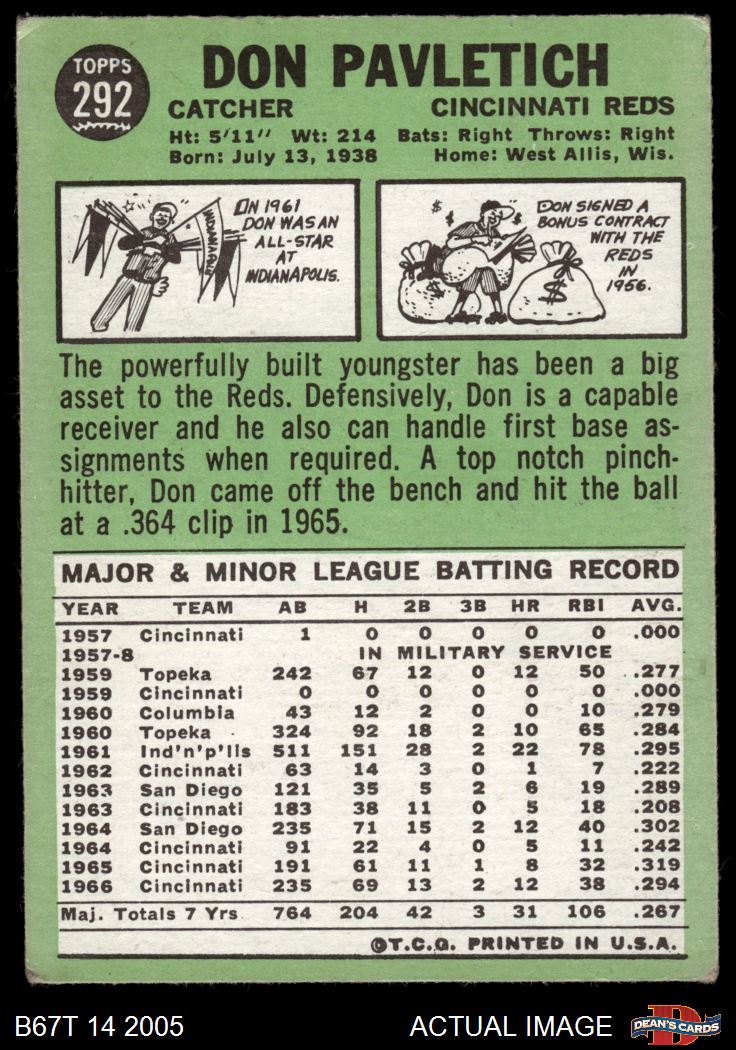 TOPPS
292
DON PAVLETICH
CATCHER CINCINNATI REDS
Ht: 5'11" Wt: 214 Bats: Right Throws: Right
Born: July 13, 1938 Home: West Allis, Wis.
IN 1961
DON WAS AN
ALL-STAR
AT
INDIANAPOLIS.
INDIANAPOLIS
DON SIGNED A
BONUS CONTRACT
WITH THE
REDS
IN
1956.
$ $
$
$
The powerfully built youngster has been a big
asset to the Reds. Defensively, Don is a capable
receiver and he also can handle first base as-
signments when required. A top notch pinch-
hitter, Don came off the bench and hit the ball
at a .364 clip in 1965.
MAJOR & MINOR LEAGUE BATTING RECORD
YEAR TEAM AB H 2B 3B HR RBI AVG.
1957 Cincinnati 1 0 0 0 0 0 .000
1957-8 IN MILITARY SERVICE
1959 Topeka 242 67 12 0 12 50 .277
1959 Cincinnati 0 0 0 0 0 0 .000
1960 Columbia 43 12 2 0 0 10 .279
1960 Topeka 324 92 18 2 10 65 .284
1961 Ind'n'p'lis 511 151 28 2 22 78 .295
1962 Cincinnati 63 14 3 0 1 7 .222
1963 San Diego 121 35 5 2 6 19 .289
1963 Cincinnati 183 38 11 0 5 18 .208
1964 San Diego 235 71 15 2 12 40 .302
1964 Cincinnati 91 22 4 0 5 11 .242
1965 Cincinnati 191 61 11 1 8 32 .319
1966 Cincinnati 235 69 13 2 12 38 .294
Maj. Totals 7 Yrs. 764 204 42 3 31 106 .267
©T.C.G. PRINTED IN U.S.A.
B67T 14 2005 ACTUAL IMAGE
D
DEAN'S CARDS